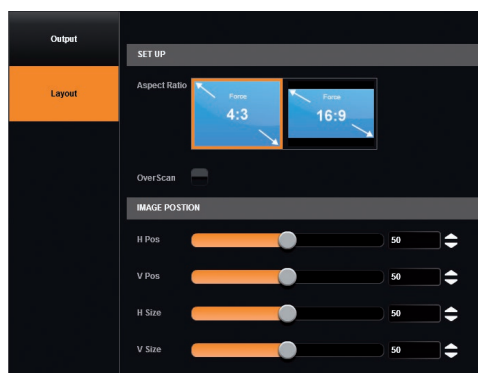 Output
Layout
SET UP
Aspect Ratio
Force
4:3
Force
16:9
OverScan
IMAGE POSTION
H Pos
50
V Pos
50
H Size
50
V Size
50